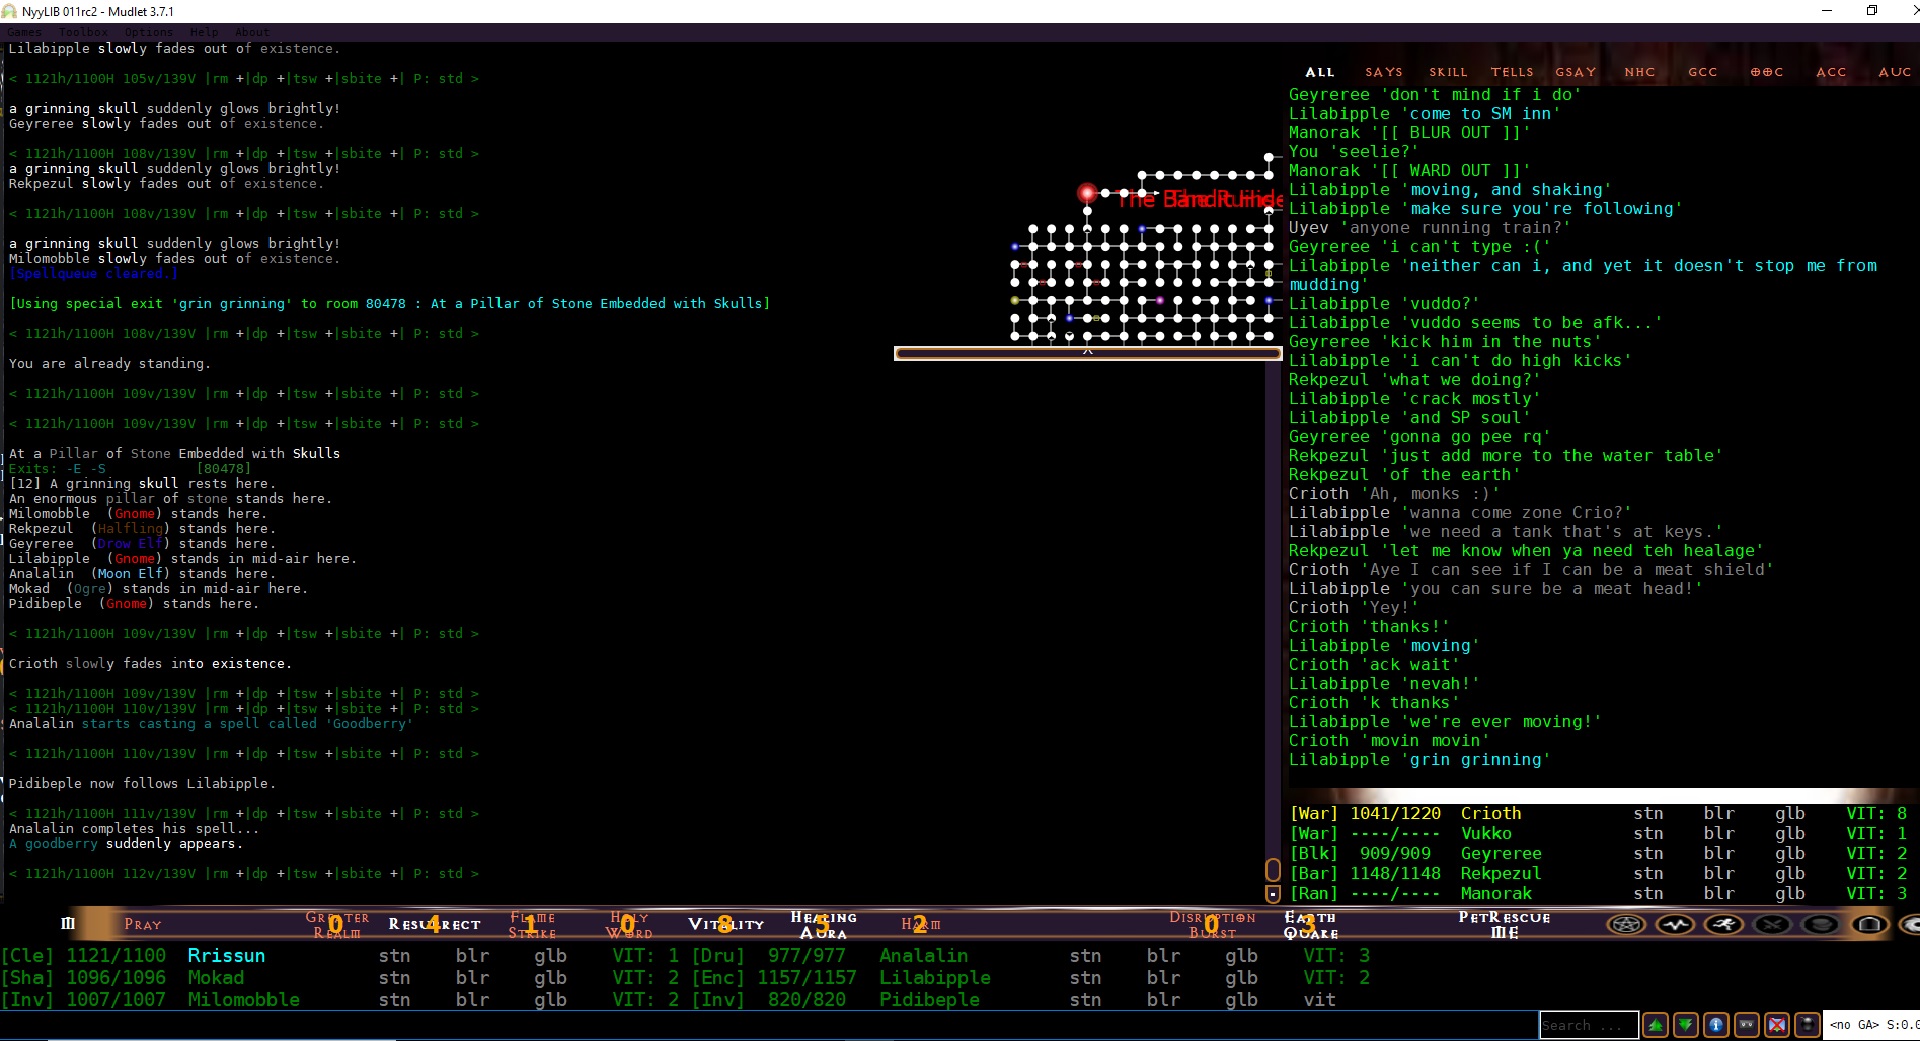 NyyLIB 011rc2 - Mudlet 3.7.1
Games Toolbox Options Help About
Lilabipple slowly fades out of existence.
< 1121h/1100H 105v/139V |rm +|dp +|tsw +|sbite +| P: std >
a grinning skull suddenly glows brightly!
Geyreree slowly fades out of existence.
< 1121h/1100H 108v/139V |rm +|dp +|tsw +|sbite +| P: std >
a grinning skull suddenly glows brightly!
Rekpezul slowly fades out of existence.
< 1121h/1100H 108v/139V |rm +|dp +|tsw +|sbite +| P: std >
a grinning skull suddenly glows brightly!
Milomobble slowly fades out of existence.
[Spellqueue cleared.]
[Using special exit 'grin grinning' to room 80478 : At a Pillar of Stone Embedded with Skulls]
< 1121h/1100H 108v/139V |rm +|dp +|tsw +|sbite +| P: std >
You are already standing.
< 1121h/1100H 109v/139V |rm +|dp +|tsw +|sbite +| P: std >
< 1121h/1100H 109v/139V |rm +|dp +|tsw +|sbite +| P: std >
At a Pillar of Stone Embedded with Skulls
Exits: -E -S [80478]
[12] A grinning skull rests here.
An enormous pillar of stone stands here.
Milomobble (Gnome) stands here.
Rekpezul (Halfling) stands here.
Geyreree (Drow Elf) stands here.
Lilabipple (Gnome) stands in mid-air here.
Analalin (Moon Elf) stands here.
Mokad (Ogre) stands in mid-air here.
Pidibeple (Gnome) stands here.
< 1121h/1100H 109v/139V |rm +|dp +|tsw +|sbite +| P: std >
Crioth slowly fades into existence.
< 1121h/1100H 109v/139V |rm +|dp +|tsw +|sbite +| P: std >
< 1121h/1100H 110v/139V |rm +|dp +|tsw +|sbite +| P: std >
Analalin starts casting a spell called 'Goodberry'
< 1121h/1100H 110v/139V |rm +|dp +|tsw +|sbite +| P: std >
Pidibeple now follows Lilabipple.
< 1121h/1100H 111v/139V |rm +|dp +|tsw +|sbite +| P: std >
Analalin completes his spell...
A goodberry suddenly appears.
< 1121h/1100H 112v/139V |rm +|dp +|tsw +|sbite +| P: std >
ALL SAYS SKILL TELLS GSAY NHC GCC OOC ACC AUC
Geyreree 'don't mind if i do'
Lilabipple 'come to SM inn'
Manorak '[[ BLUR OUT ]]'
You 'seelie?'
Manorak '[[ WARD OUT ]]'
Lilabipple 'moving, and shaking'
Lilabipple 'make sure you're following'
Uyev 'anyone running train?'
Geyreree 'i can't type :('
Lilabipple 'neither can i, and yet it doesn't stop me from
mudding'
Lilabipple 'vuddo?'
Lilabipple 'vuddo seems to be afk...'
Geyreree 'kick him in the nuts'
Lilabipple 'i can't do high kicks'
Rekpezul 'what we doing?'
Lilabipple 'crack mostly'
Lilabipple 'and SP soul'
Geyreree 'gonna go pee rq'
Rekpezul 'just add more to the water table'
Rekpezul 'of the earth'
Crioth 'Ah, monks :)'
Lilabipple 'wanna come zone Crio?'
Lilabipple 'we need a tank that's at keys.'
Rekpezul 'let me know when ya need teh healage'
Crioth 'Aye I can see if I can be a meat shield'
Lilabipple 'you can sure be a meat head!'
Crioth 'Yey!'
Crioth 'thanks!'
Lilabipple 'moving'
Crioth 'ack wait'
Lilabipple 'nevah!'
Crioth 'k thanks'
Lilabipple 'we're ever moving!'
Crioth 'movin movin'
Lilabipple 'grin grinning'
[War] 1041/1220 Crioth stn blr glb VIT: 8
[War] ----/---- Vukko stn blr glb VIT: 1
[Blk] 909/909 Geyreree stn blr glb VIT: 2
[Bar] 1148/1148 Rekpezul stn blr glb VIT: 2
[Ran] ----/---- Manorak stn blr glb VIT: 3
PRAY GREATER REALM 0 RESURRECT 4 FLAME STRIKE 1 HOLY WORD 0 VITALITY 8 HEALING AURA 5 HARM 2 DISRUPTION BURST 0 EARTH QUAKE 3 PETRESCUE ME
[Cle] 1121/1100 Rrissun stn blr glb VIT: 1 [Dru] 977/977 Analalin stn blr glb VIT: 3
[Sha] 1096/1096 Mokad stn blr glb VIT: 2 [Enc] 1157/1157 Lilabipple stn blr glb VIT: 2
[Inv] 1007/1007 Milomobble stn blr glb VIT: 2 [Inv] 820/820 Pidibeple stn blr glb vit
Search ...
<no GA> S:0.0